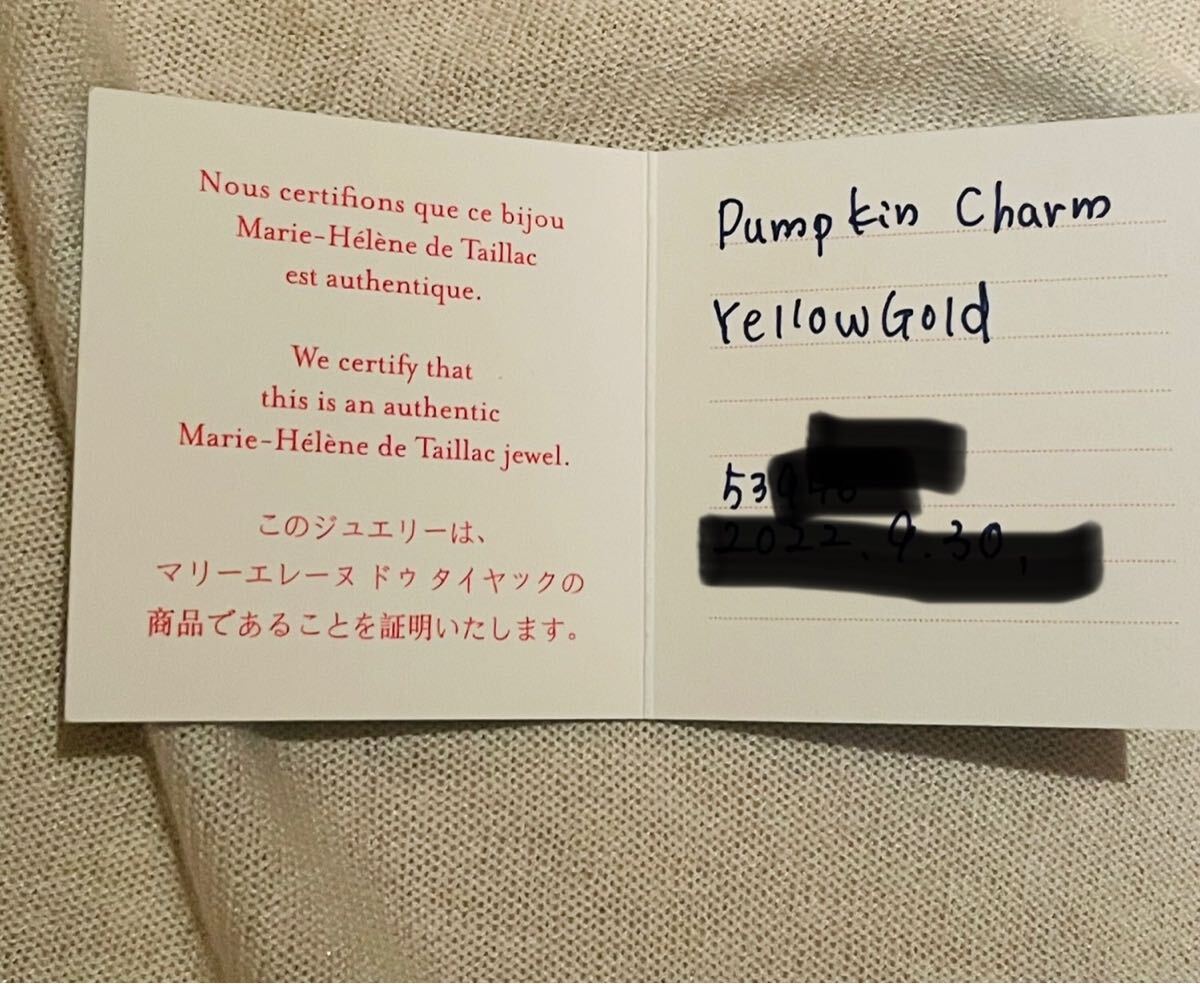 Nous certifions que ce bijou
Marie-Hélène de Taillac
est authentique.
We certify that
this is an authentic
Marie-Hélène de Taillac jewel.
このジュエリーは、
マリーエレーヌ ドゥ タイヤックの
商品であることを証明いたします。
Pumpkin Charm
Yellow Gold